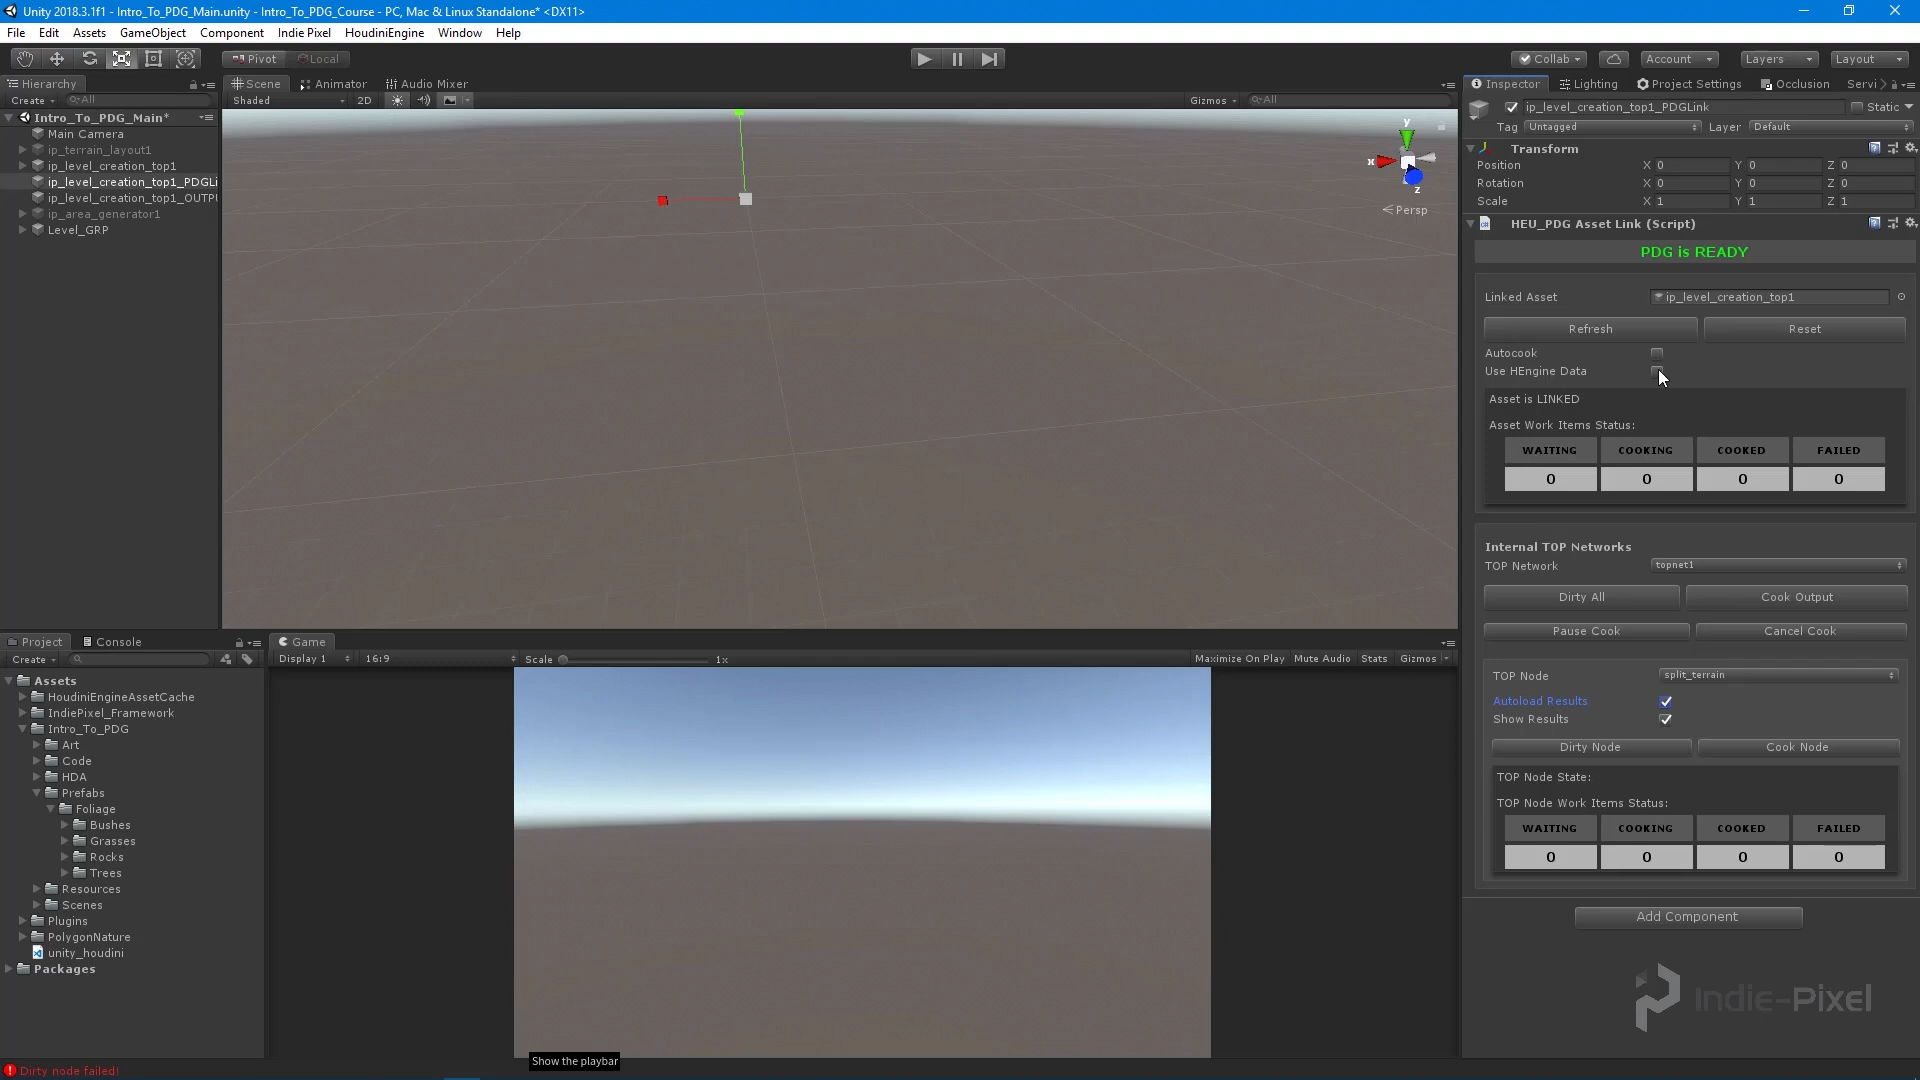 Unity 2018.3.1f1 - Intro_To_PDG_Main.unity - Intro_To_PDG_Course - PC, Mac & Linux Standalone* <DX11>
File Edit Assets GameObject Component Indie Pixel HoudiniEngine Window Help
Pivot Local Collab Account Layers Layout
Hierarchy
Create All
Intro_To_PDG_Main*
Main Camera
ip_terrain_layout1
ip_level_creation_top1
ip_level_creation_top1_PDGLi
ip_level_creation_top1_OUTPU
ip_area_generator1
Level_GRP
Scene Animator Audio Mixer
Shaded 2D Gizmos All
y
x
z
Persp
Inspector Lighting Project Settings Occlusion Servi
ip_level_creation_top1_PDGLink Static
Tag Untagged Layer Default
Transform
Position X 0 Y 0 Z 0
Rotation X 0 Y 0 Z 0
Scale X 1 Y 1 Z 1
HEU_PDG Asset Link (Script)
PDG is READY
Linked Asset ip_level_creation_top1
Refresh Reset
Autocook
Use HEngine Data
Asset is LINKED
Asset Work Items Status:
WAITING COOKING COOKED FAILED
0 0 0 0
Internal TOP Networks
TOP Network topnet1
Dirty All Cook Output
Pause Cook Cancel Cook
TOP Node split_terrain
Autoload Results
Show Results
Dirty Node Cook Node
TOP Node State:
TOP Node Work Items Status:
WAITING COOKING COOKED FAILED
0 0 0 0
Add Component
Indie-Pixel
Project Console
Create
Assets
HoudiniEngineAssetCache
IndiePixel_Framework
Intro_To_PDG
Art
Code
HDA
Prefabs
Foliage
Bushes
Grasses
Rocks
Trees
Resources
Scenes
Plugins
PolygonNature
unity_houdini
Packages
Game
Display 1 16:9 Scale 1x Maximize On Play Mute Audio Stats Gizmos
Show the playbar
Dirty node failed!